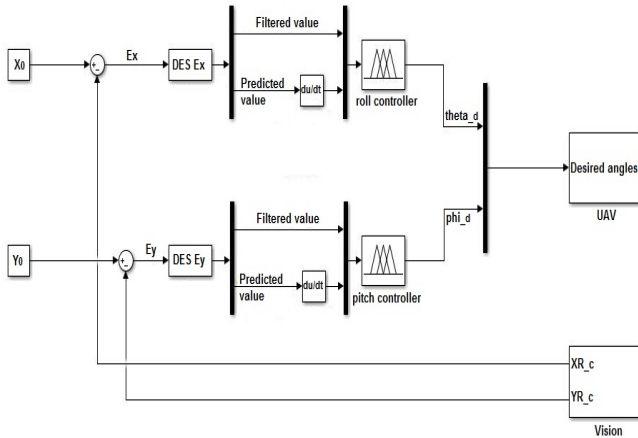 X0
+_
Ex
DES Ex
Filtered value
Predicted
value
du/dt
roll controller
theta_d
Desired angles
UAV
Y0
+_
Ey
DES Ey
Filtered value
Predicted
value
du/dt
pitch controller
phi_d
XR_c
YR_c
Vision